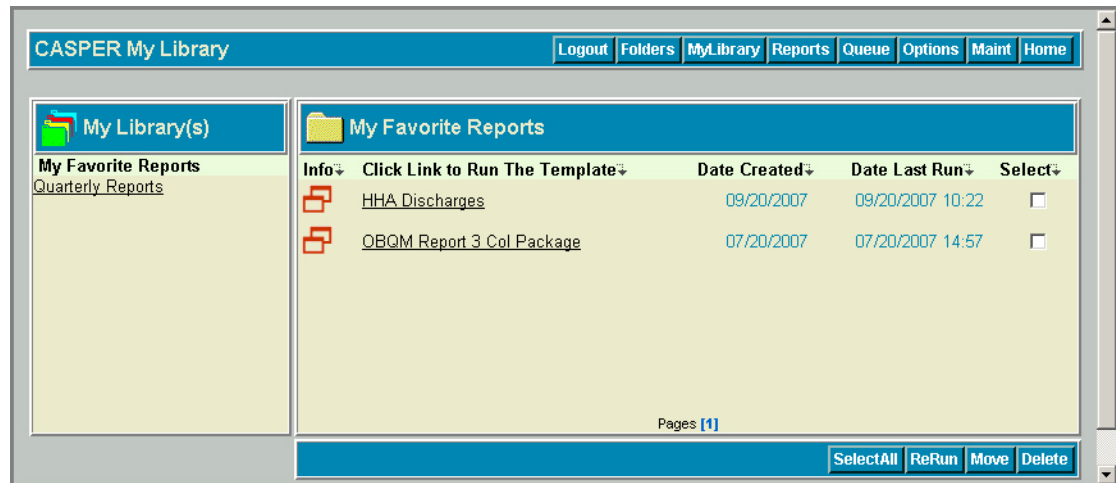 CASPER My Library
Logout Folders MyLibrary Reports Queue Options Maint Home
My Library(s)
My Favorite Reports
Quarterly Reports
My Favorite Reports
Info Click Link to Run The Template Date Created Date Last Run Select
HHA Discharges 09/20/2007 09/20/2007 10:22
OBQM Report 3 Col Package 07/20/2007 07/20/2007 14:57
Pages [1]
SelectAll ReRun Move Delete